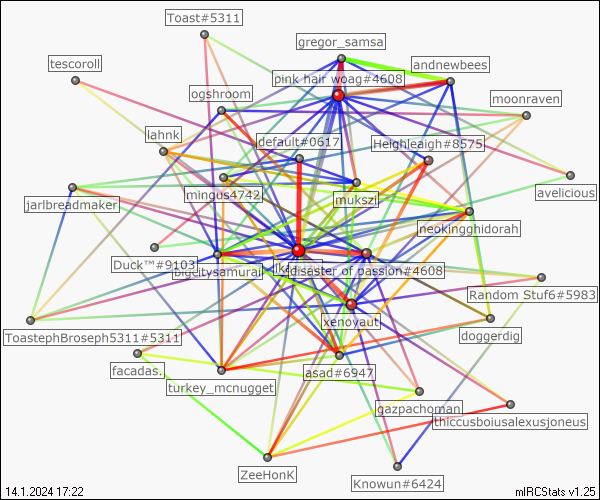 Toast#5311
gregor_samsa
tescoroll
andnewbees
pink hair woag#4608
ogshroom
moonraven
lahnk
default#0617
Heighleaigh#8575
mingus4742
mukszil
avelicious
jarlbreadmaker
neokingghidorah
Duck™#9103
bigcitysamurai
disaster of passion#4608
Random Stuf6#5983
xenoyaut
ToastephBroseph5311#5311
doggerdig
facadas.
turkey_mcnugget
asad#6947
gazpachoman
thiccusboiusalexusjoneus
ZeeHonK
Knowun#6424
14.1.2024 17:22
mIRCStats v1.25